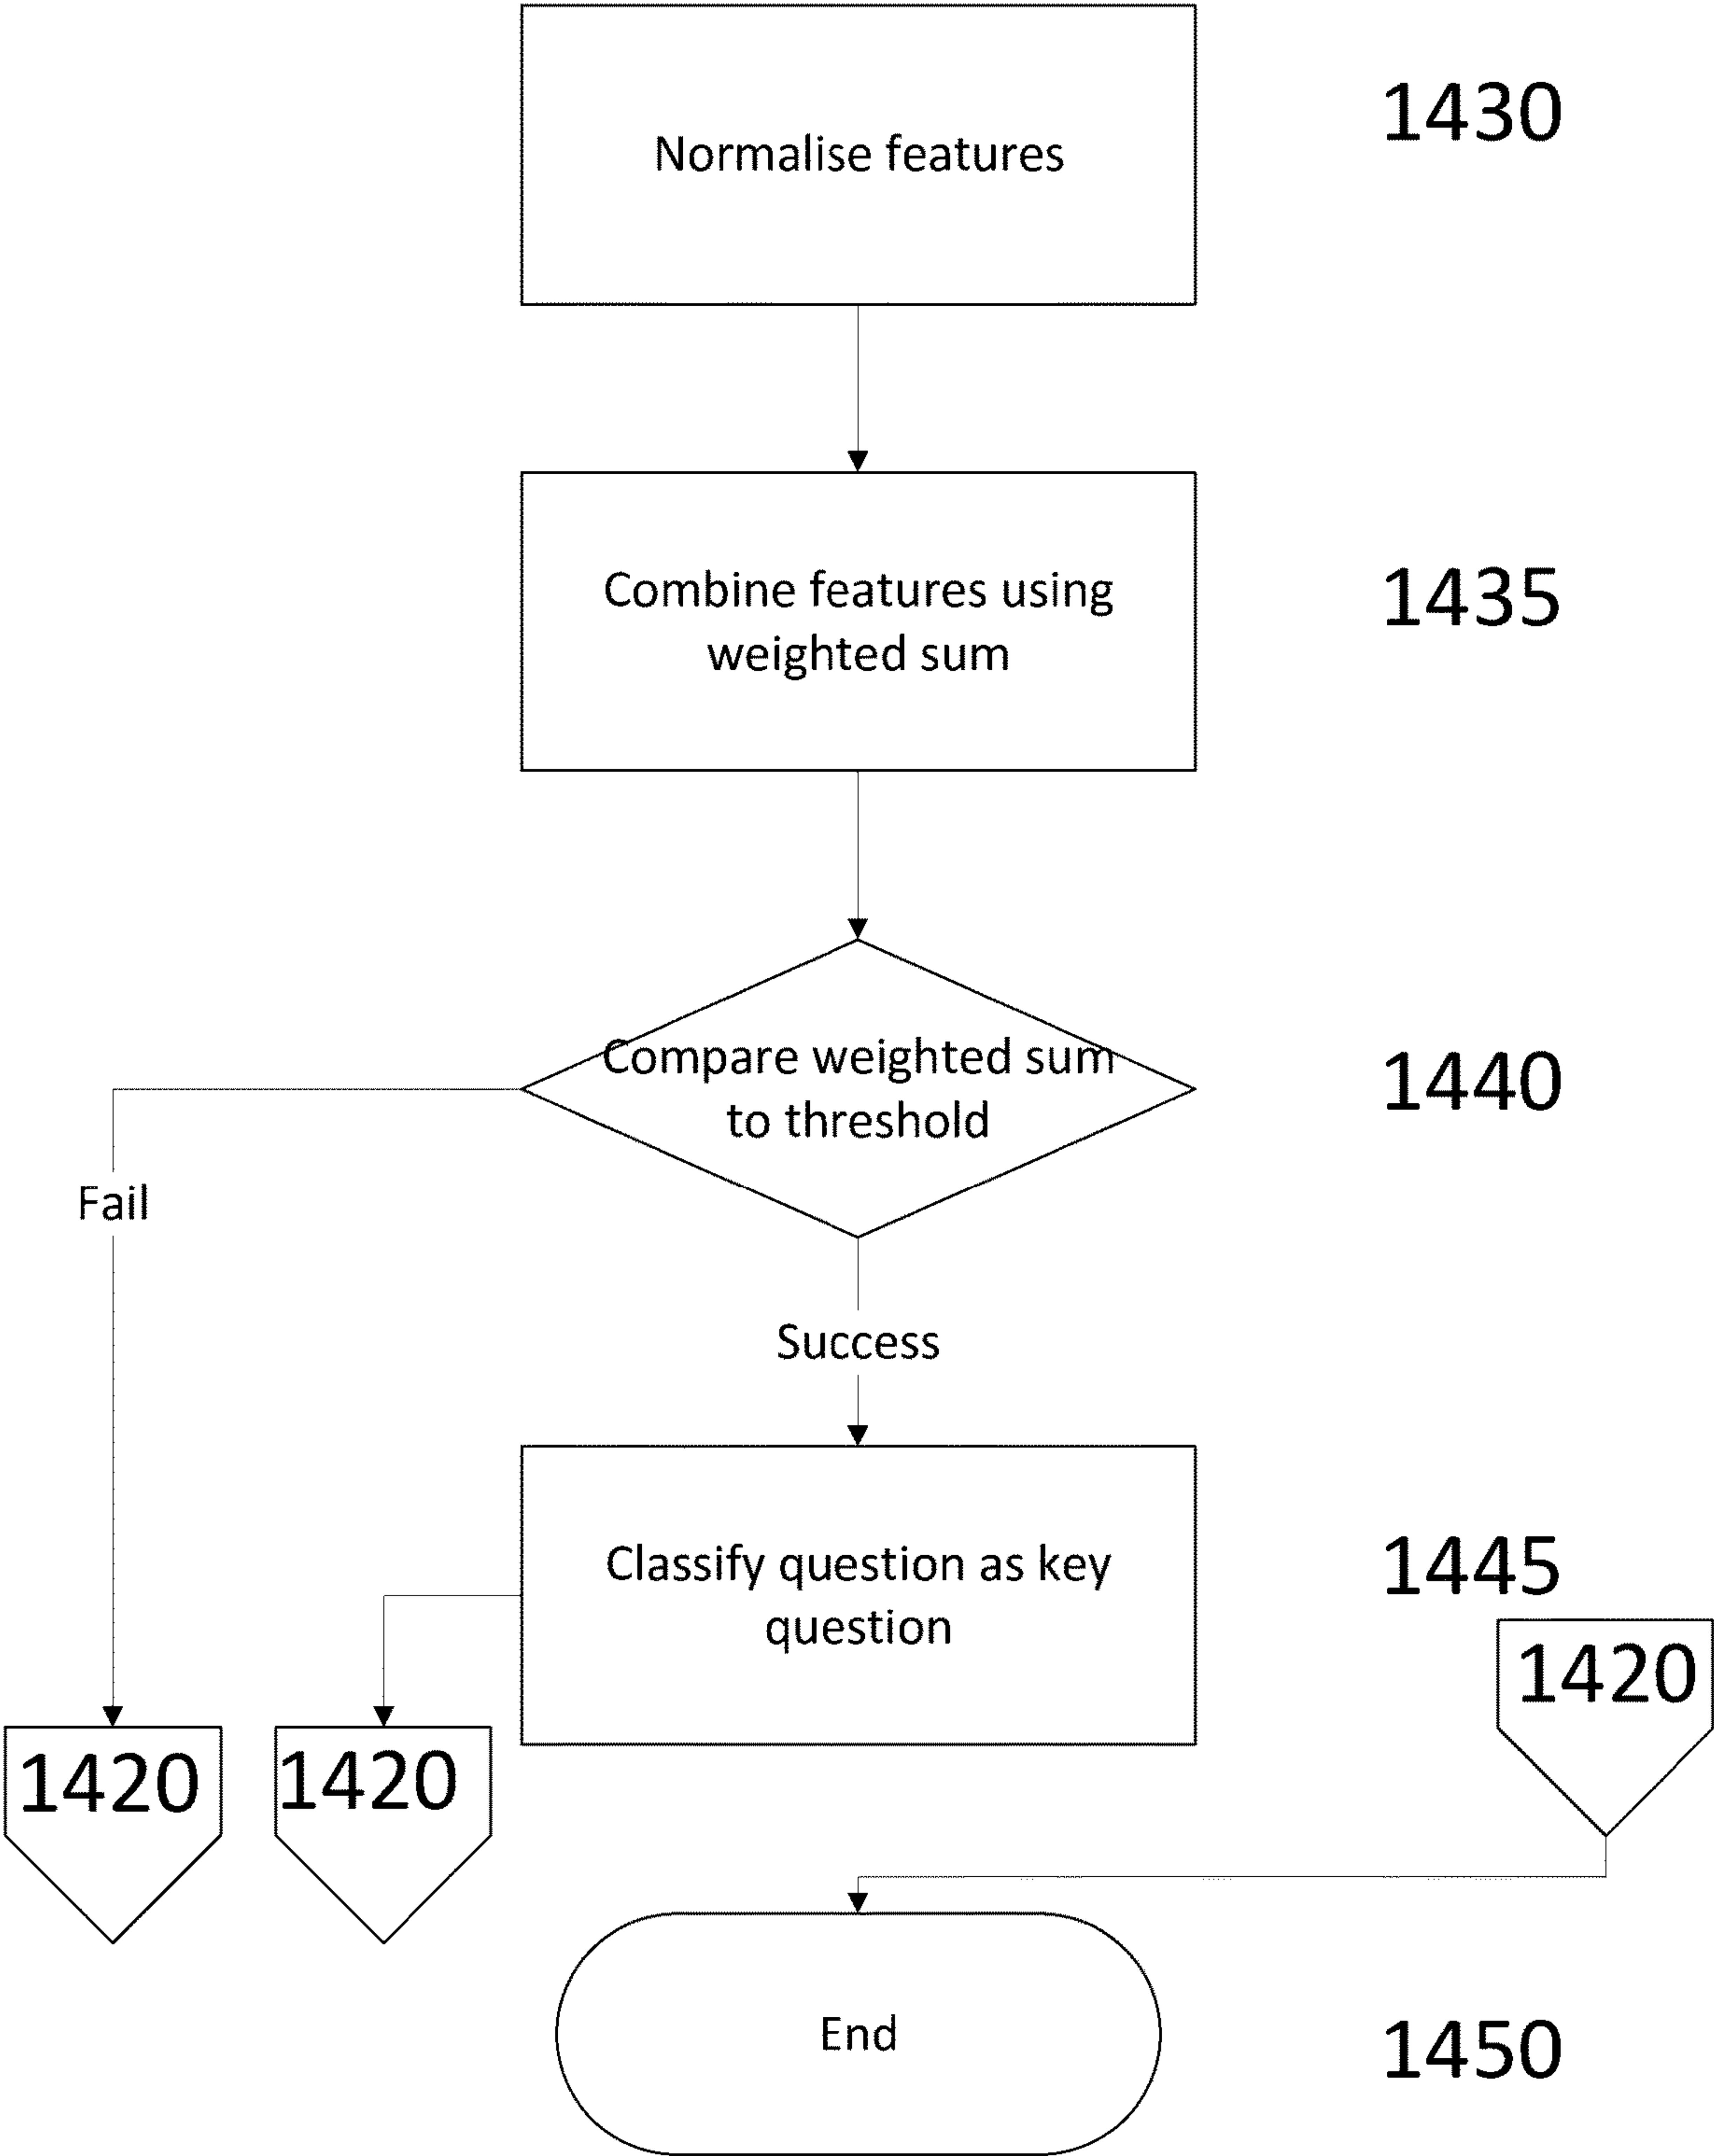 Normalise features
1430
Combine features using
weighted sum
1435
Compare weighted sum
to threshold
1440
Fail
Success
Classify question as key
question
1445
1420
1420
1420
End
1450